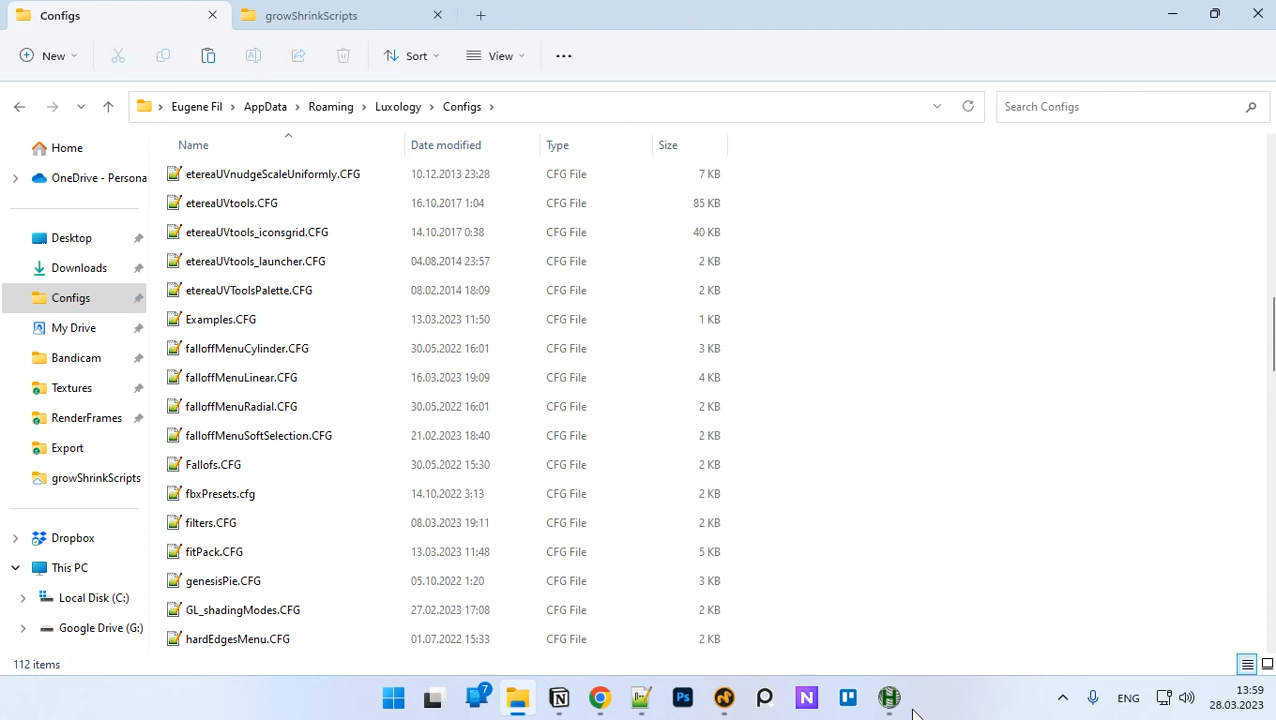 Configs growShrinkScripts
New Sort View
Eugene Fil AppData Roaming Luxology Configs Search Configs
Home
OneDrive - Persona
Desktop
Downloads
Configs
My Drive
Bandicam
Textures
RenderFrames
Export
growShrinkScripts
Dropbox
This PC
Local Disk (C:)
Google Drive (G:)
Name Date modified Type Size
etereaUVnudgeScaleUniformly.CFG 10.12.2013 23:28 CFG File 7 KB
etereaUVtools.CFG 16.10.2017 1:04 CFG File 85 KB
etereaUVtools_iconsgrid.CFG 14.10.2017 0:38 CFG File 40 KB
etereaUVtools_launcher.CFG 04.08.2014 23:57 CFG File 2 KB
etereaUVToolsPalette.CFG 08.02.2014 18:09 CFG File 2 KB
Examples.CFG 13.03.2023 11:50 CFG File 1 KB
falloffMenuCylinder.CFG 30.05.2022 16:01 CFG File 3 KB
falloffMenuLinear.CFG 16.03.2023 19:09 CFG File 4 KB
falloffMenuRadial.CFG 30.05.2022 16:01 CFG File 2 KB
falloffMenuSoftSelection.CFG 21.02.2023 18:40 CFG File 2 KB
Fallofs.CFG 30.05.2022 15:30 CFG File 2 KB
fbxPresets.cfg 14.10.2022 3:13 CFG File 2 KB
filters.CFG 08.03.2023 19:11 CFG File 2 KB
fitPack.CFG 13.03.2023 11:48 CFG File 5 KB
genesisPie.CFG 05.10.2022 1:20 CFG File 3 KB
GL_shadingModes.CFG 27.02.2023 17:08 CFG File 2 KB
hardEdgesMenu.CFG 01.07.2022 15:33 CFG File 2 KB
112 items
7 Ps N ENG 13:59
28.03.2023